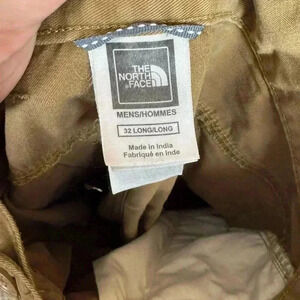 THE
NORTH
FACE
MENS/HOMMES
32 LONG/LONG
Made in India
Fabriqué en Inde